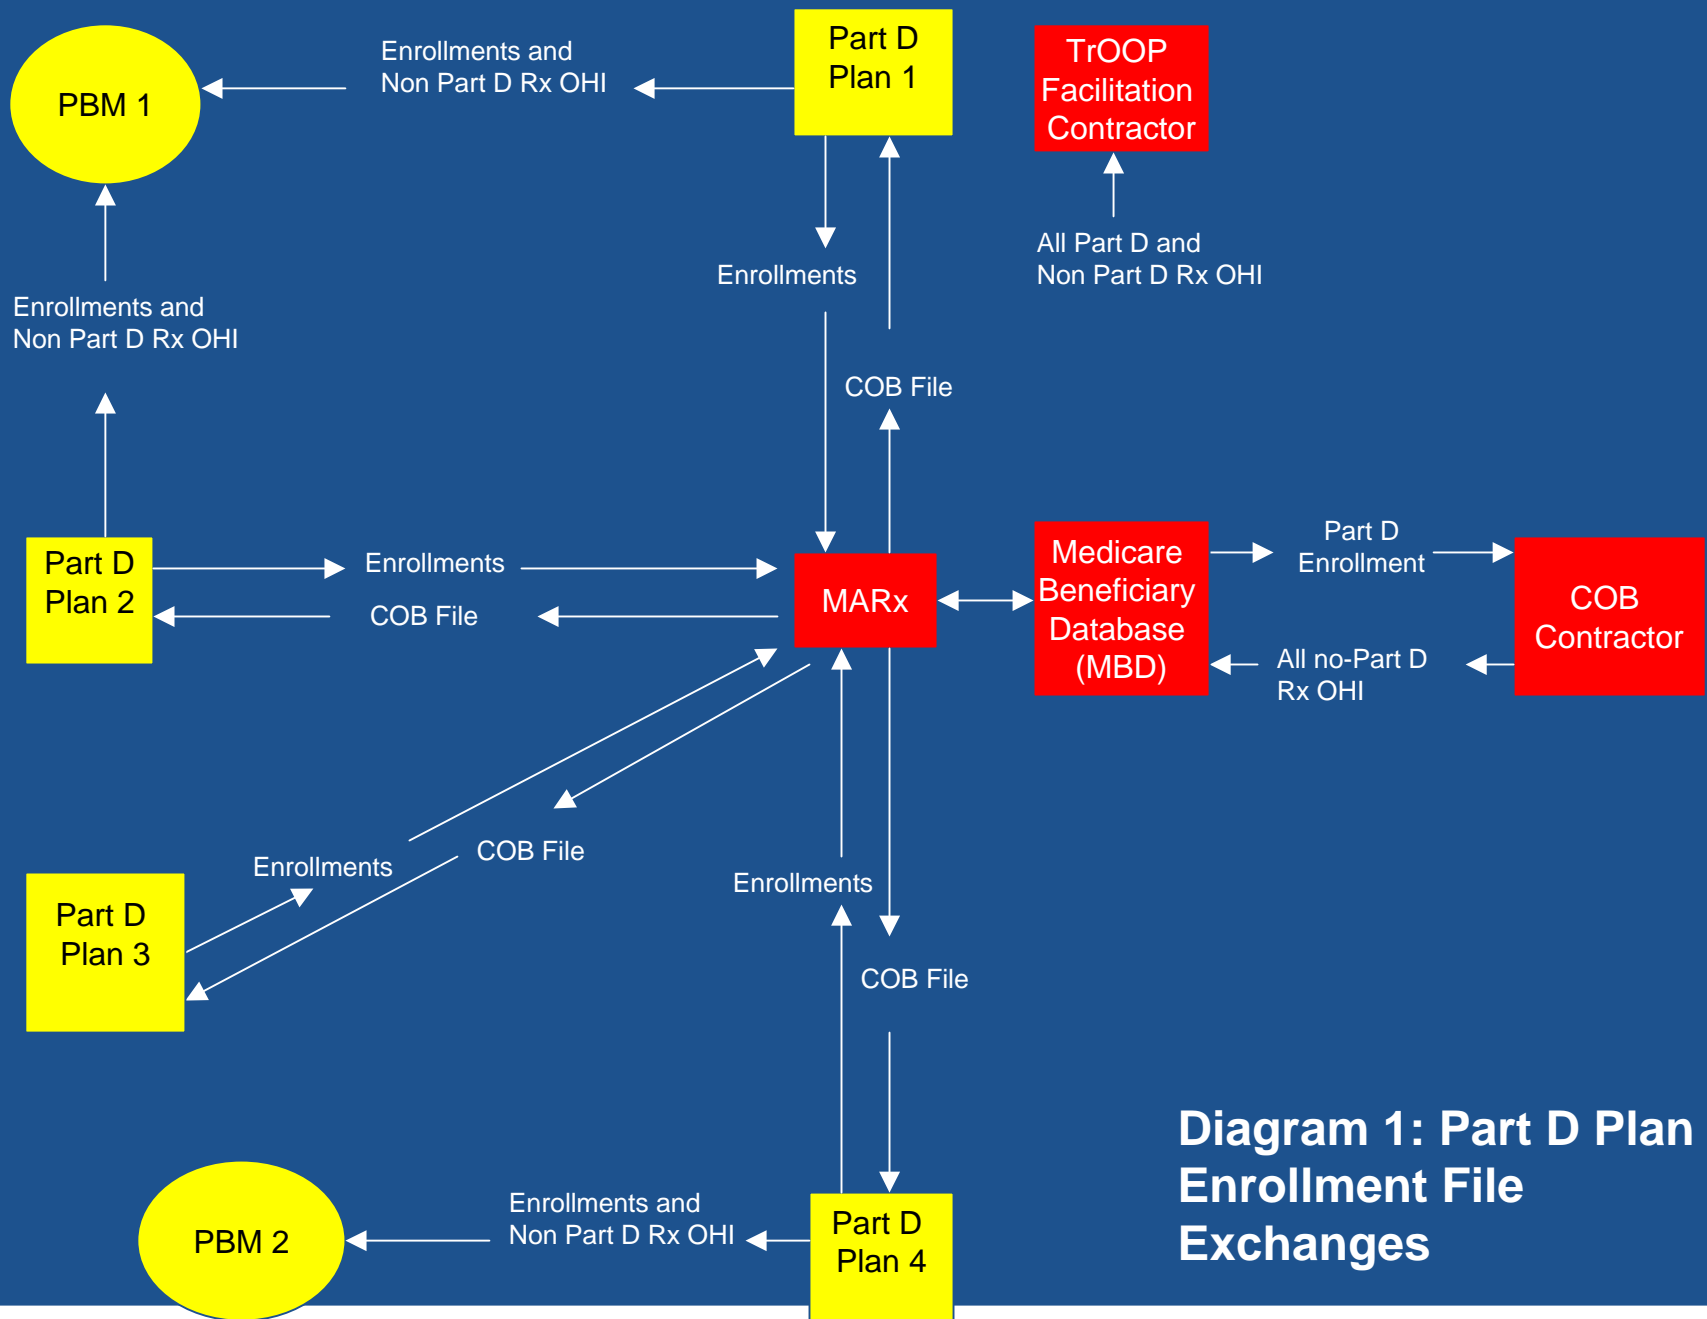 PBM 1
Enrollments and
Non Part D Rx OHI
Part D
Plan 1
TrOOP
Facilitation
Contractor
All Part D and
Non Part D Rx OHI
Enrollments
COB File
Enrollments and
Non Part D Rx OHI
Part D
Plan 2
Enrollments
COB File
MARx
Medicare
Beneficiary
Database
(MBD)
Part D
Enrollment
All no-Part D
Rx OHI
COB
Contractor
Part D
Plan 3
Enrollments
COB File
Enrollments
COB File
PBM 2
Enrollments and
Non Part D Rx OHI
Part D
Plan 4
Diagram 1: Part D Plan
Enrollment File
Exchanges